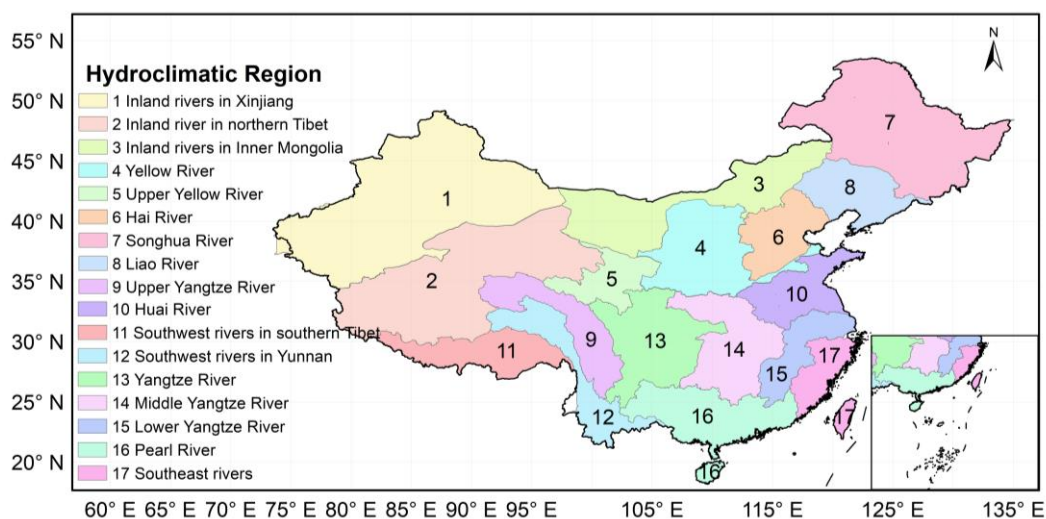 55° N
50° N
45° N
40° N
35° N
30° N
25° N
20° N
N
Hydroclimatic Region
1 Inland rivers in Xinjiang
2 Inland river in northern Tibet
3 Inland rivers in Inner Mongolia
4 Yellow River
5 Upper Yellow River
6 Hai River
7 Songhua River
8 Liao River
9 Upper Yangtze River
10 Huai River
11 Southwest rivers in southern Tibet
12 Southwest rivers in Yunnan
13 Yangtze River
14 Middle Yangtze River
15 Lower Yangtze River
16 Pearl River
17 Southeast rivers
7
3
8
1
4
6
2
5
10
9
13
14
11
17
15
12
16
17
16
60° E 65° E 70° E 75° E 80° E 85° E 90° E 95° E 105° E 115° E 125° E 135° E